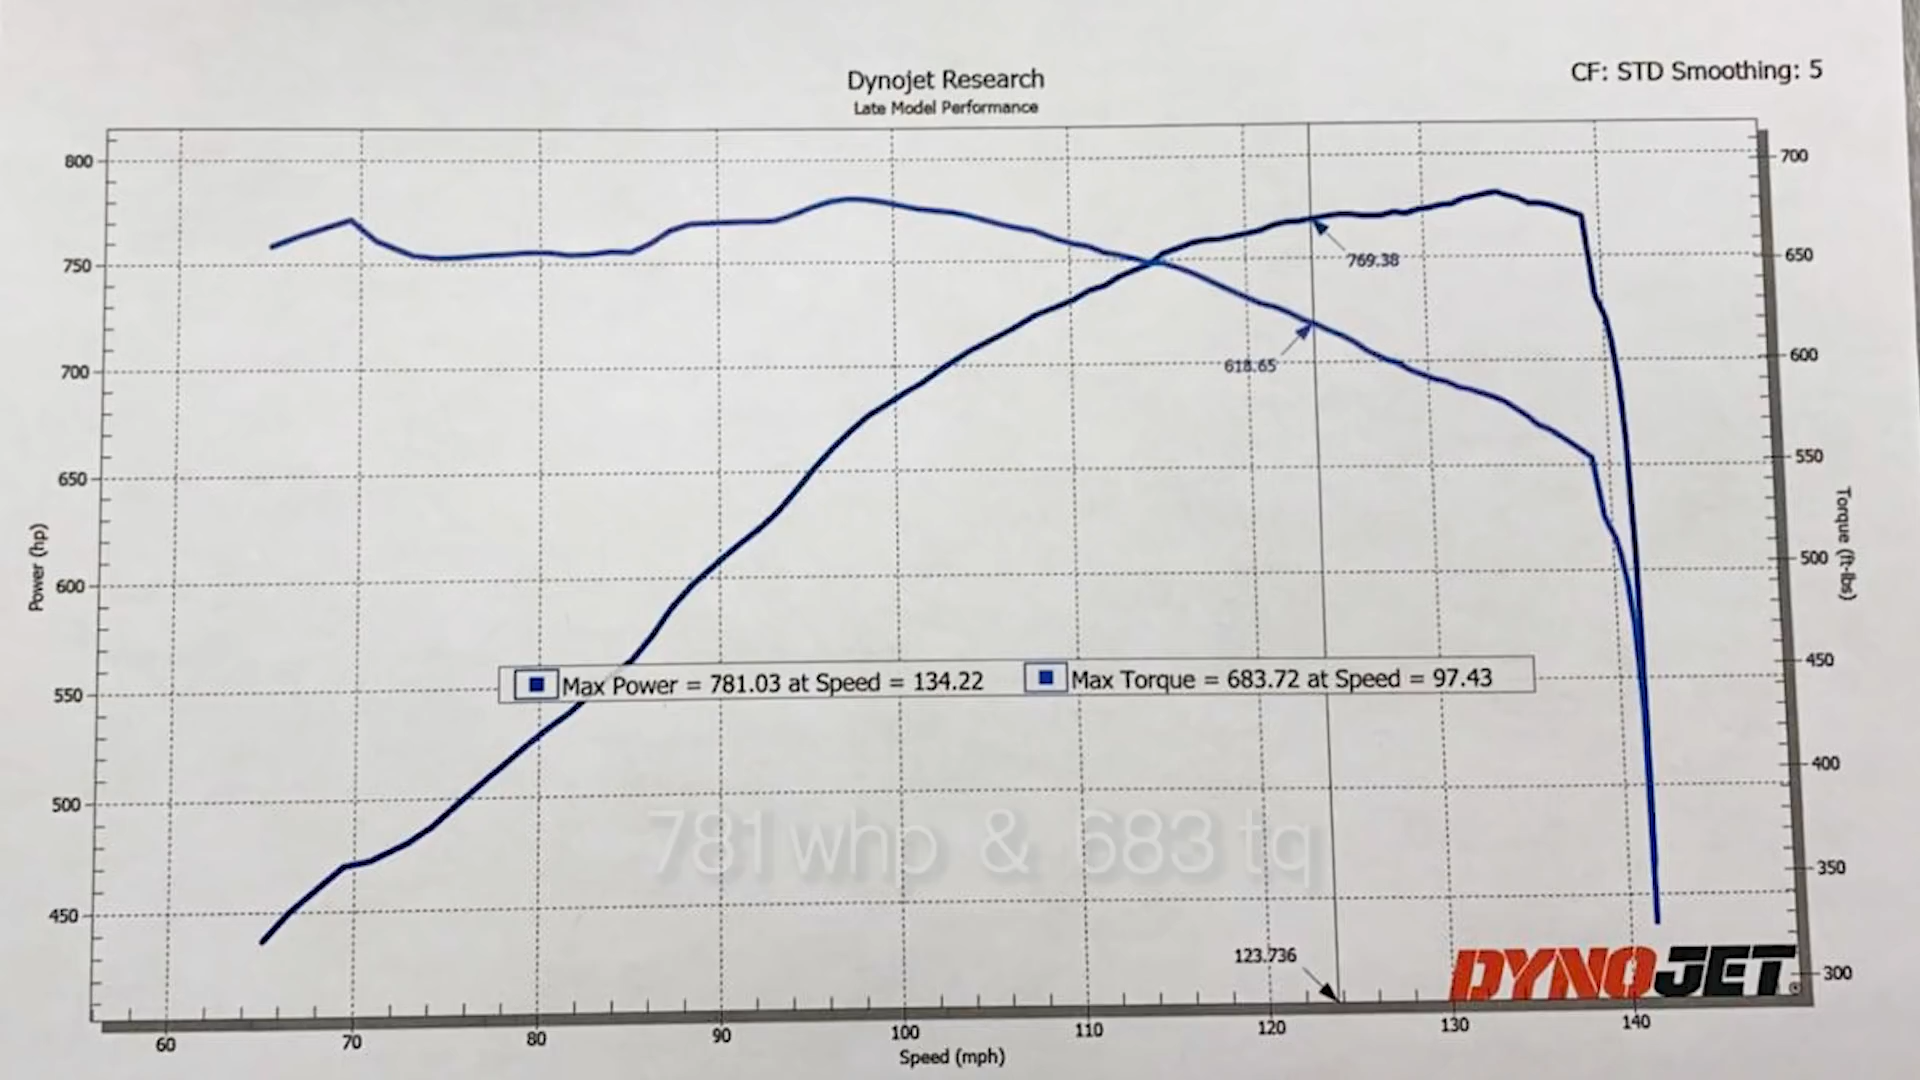 Dynojet Research
Late Model Performance
CF: STD Smoothing: 5
800
750
700
650
600
550
500
450
Power (hp)
700
650
600
550
500
450
400
350
300
Torque (ft-lbs)
769.38
618.65
Max Power = 781.03 at Speed = 134.22
Max Torque = 683.72 at Speed = 97.43
781 whp & 683 tq
123.736
DYNOJET®
60 70 80 90 100 110 120 130 140
Speed (mph)